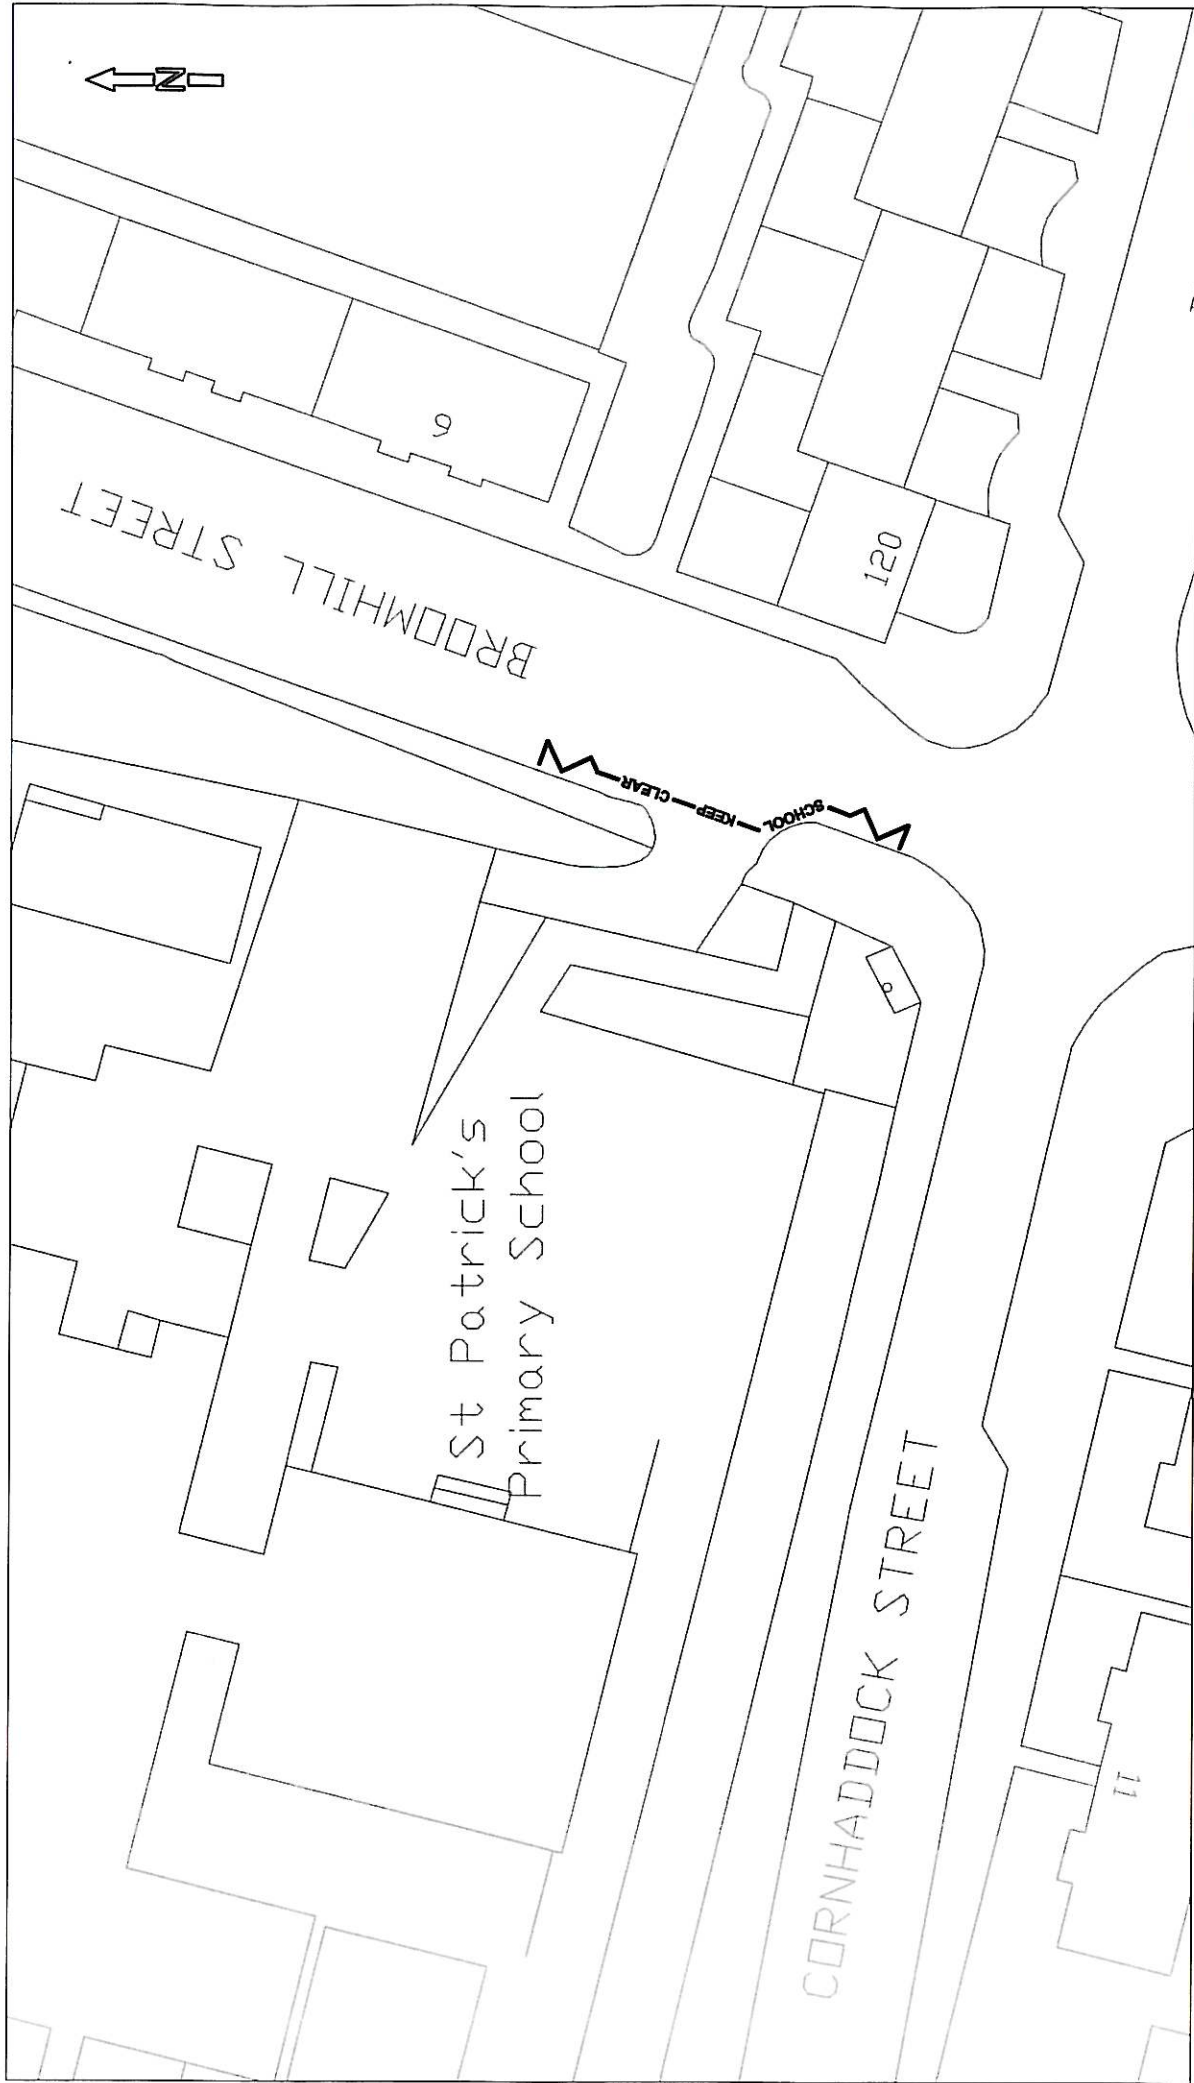 N
BROOMHILL STREET
9
120
SCHOOL KEEP CLEAR
St Patrick's
Primary School
CORNHADDOCK STREET
11